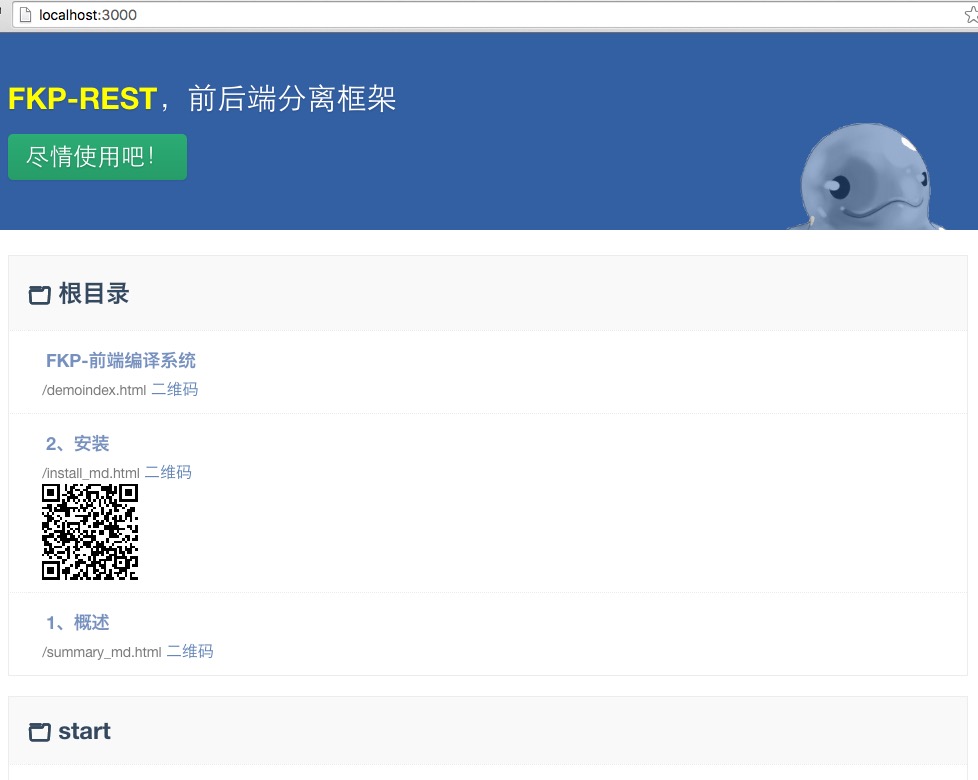 localhost:3000
FKP-REST，前后端分离框架
尽情使用吧！
根目录
FKP-前端编译系统
/demoindex.html 二维码
2、安装
/install_md.html 二维码
1、概述
/summary_md.html 二维码
start